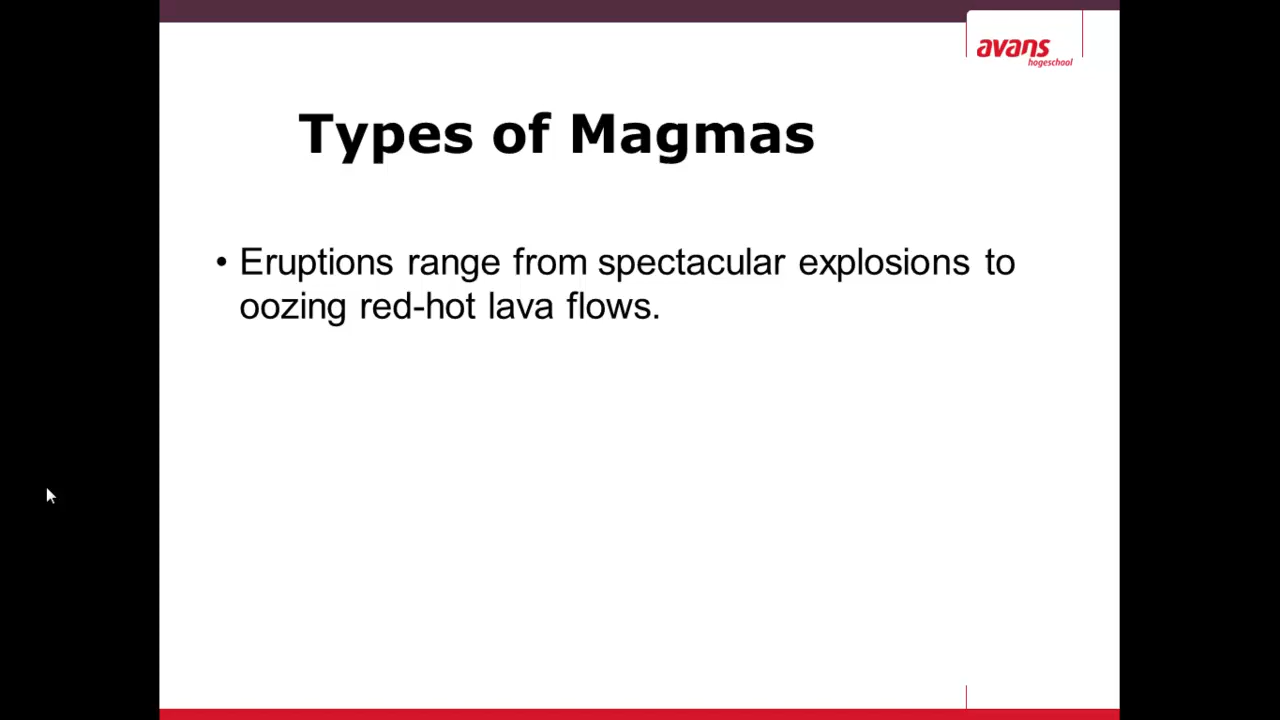 avans
hogeschool
Types of Magmas
• Eruptions range from spectacular explosions to
oozing red-hot lava flows.